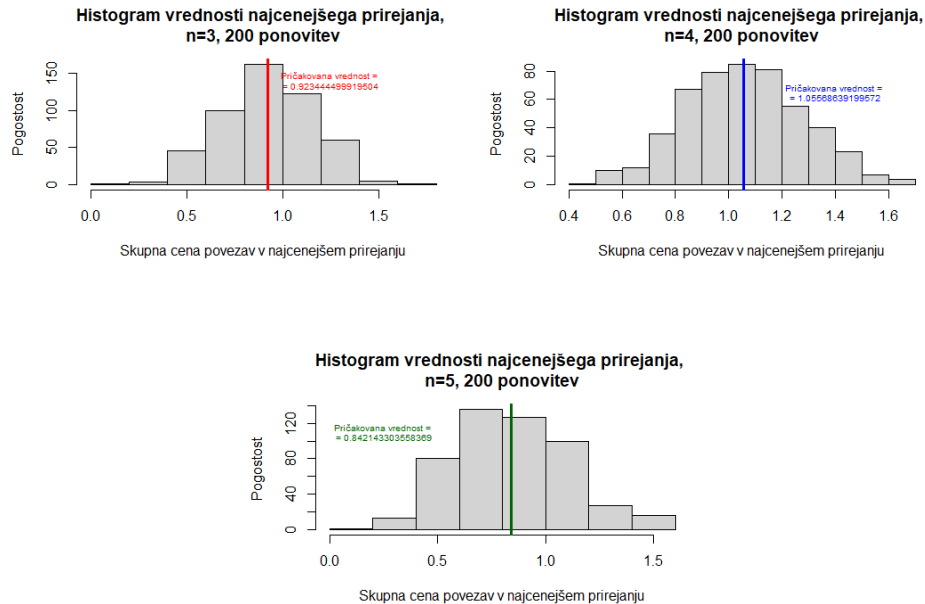 Histogram vrednosti najcenejšega prirejanja,
n=3, 200 ponovitev
Pričakovana vrednost =
= 0.923444499919504
Pogostost
0 50 100 150
0.0 0.5 1.0 1.5
Skupna cena povezav v najcenejšem prirejanju
Histogram vrednosti najcenejšega prirejanja,
n=4, 200 ponovitev
Pričakovana vrednost =
= 1.05568639199572
Pogostost
0 20 40 60 80
0.4 0.6 0.8 1.0 1.2 1.4 1.6
Skupna cena povezav v najcenejšem prirejanju
Histogram vrednosti najcenejšega prirejanja,
n=5, 200 ponovitev
Pričakovana vrednost =
= 0.842143303558369
Pogostost
0 40 80 120
0.0 0.5 1.0 1.5
Skupna cena povezav v najcenejšem prirejanju